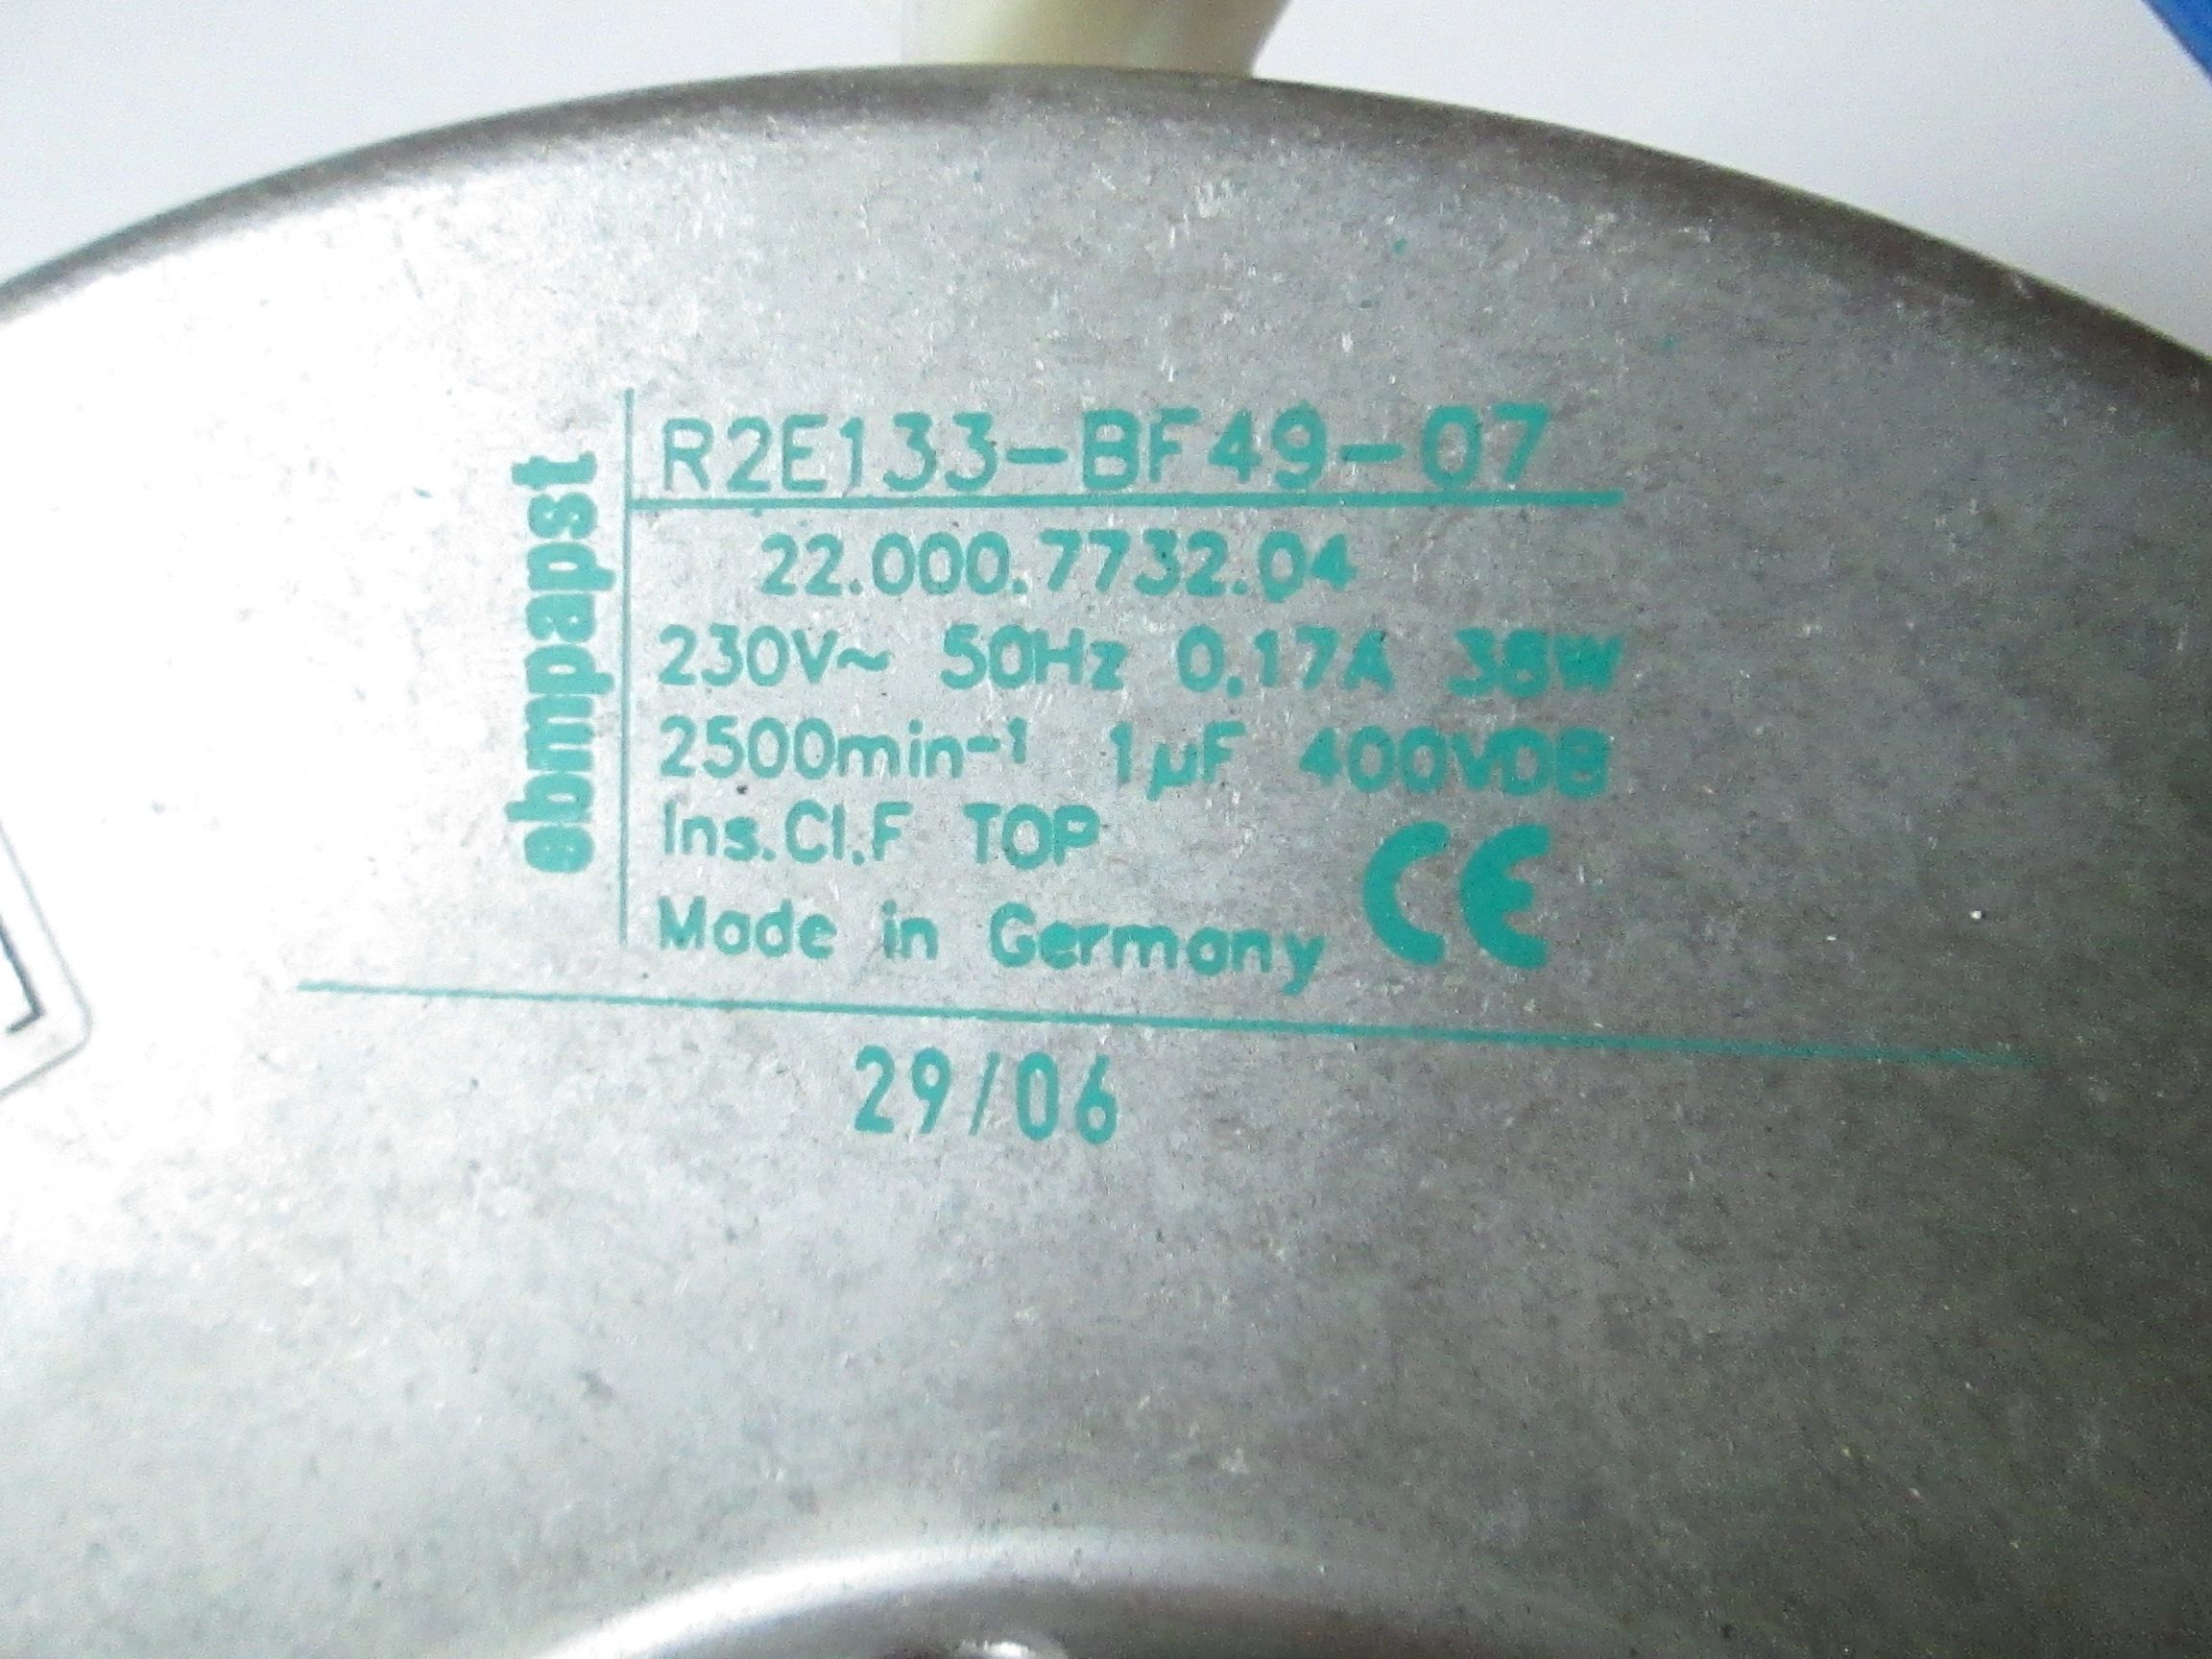 ebmpapst
R2E133-BF49-07
22.000.7732.04
230V~ 50Hz 0,17A 38W
2500min-1 1µF 400VDB
Ins.Cl.F TOP
Made in Germany CE
29/06